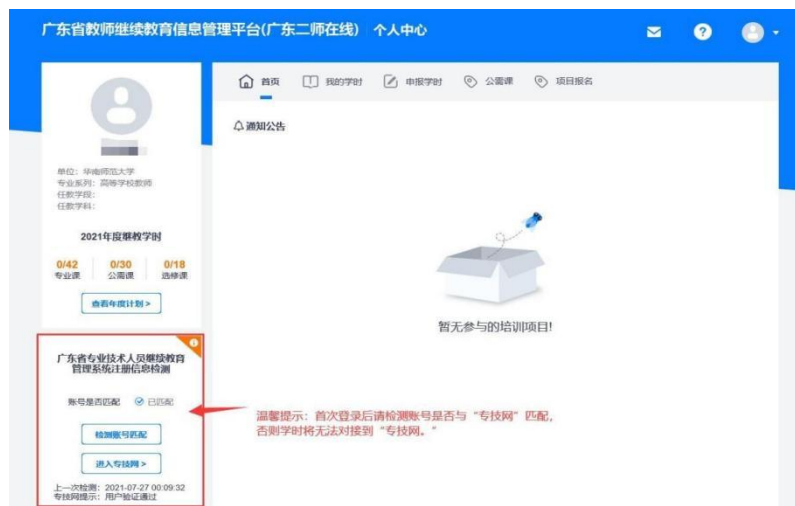 广东省教师继续教育信息管理平台(广东二师在线) 个人中心
首页 我的学时 申报学时 公需课 项目报名
通知公告
单位：华南师范大学
专业系列：高等学校教师
任教学段：
任教学科：
2021年度继教学时
0/42 0/30 0/18
专业课 公需课 选修课
查看年度计划 >
暂无参与的培训项目!
广东省专业技术人员继续教育
管理系统注册信息检测
账号是否匹配 已匹配
检测账号匹配
进入专技网 >
上一次检测：2021-07-27 00:09:32
专技网提示：用户验证通过
温馨提示：首次登录后请检测账号是否与“专技网”匹配，
否则学时将无法对接到“专技网。”